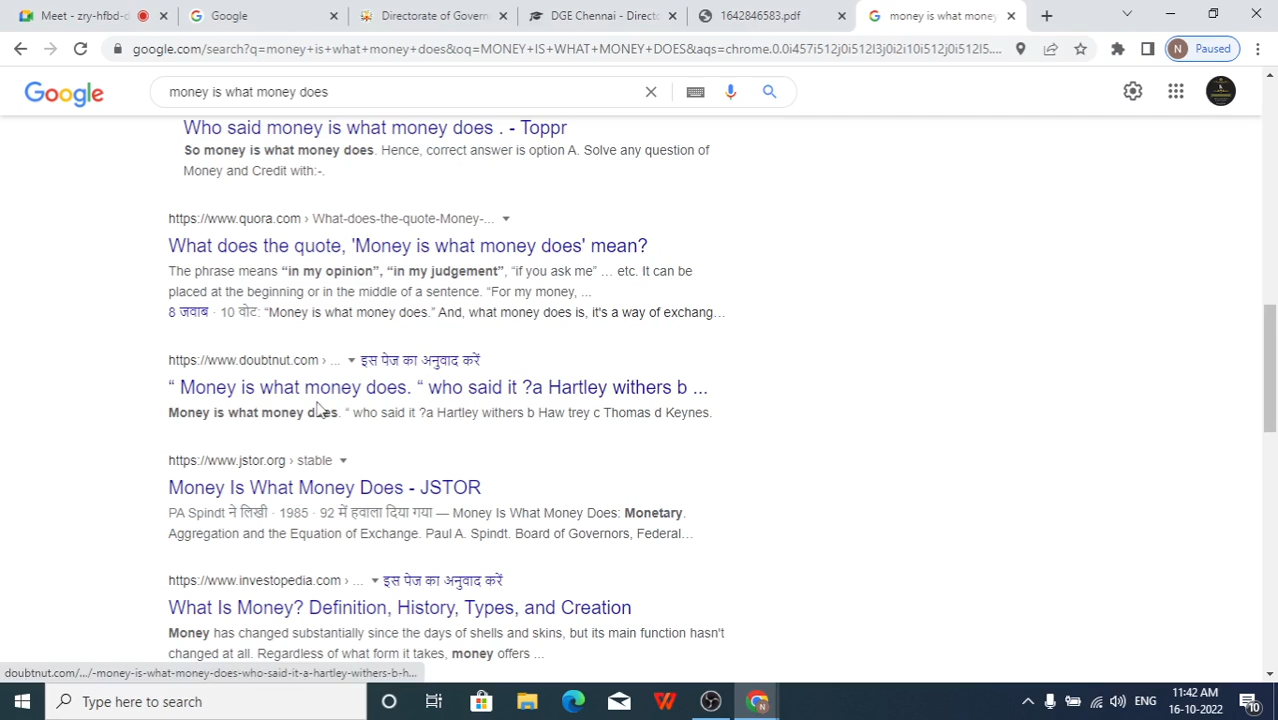 Meet - zry-hfbd-
Google
Directorate of Govern
DGE Chennai - Direct
1642846583.pdf
money is what money
google.com/search?q=money+is+what+money+does&oq=MONEY+IS+WHAT+MONEY+DOES&aqs=chrome.0.0i457i512j0i512l3j0i2i10i512j0i512l5....
N Paused
Google
money is what money does
Who said money is what money does . - Toppr
So money is what money does. Hence, correct answer is option A. Solve any question of
Money and Credit with:-.
https://www.quora.com › What-does-the-quote-Money-...
What does the quote, 'Money is what money does' mean?
The phrase means “in my opinion”, “in my judgement”, “if you ask me” ... etc. It can be
placed at the beginning or in the middle of a sentence. “For my money, ...
8 जवाब · 10 वोट: “Money is what money does.” And, what money does is, it's a way of exchang...
https://www.doubtnut.com › ... इस पेज का अनुवाद करें
“ Money is what money does. “ who said it ?a Hartley withers b ...
Money is what money does. “ who said it ?a Hartley withers b Haw trey c Thomas d Keynes.
https://www.jstor.org › stable
Money Is What Money Does - JSTOR
PA Spindt ने लिखी · 1985 · 92 में हवाला दिया गया — Money Is What Money Does: Monetary.
Aggregation and the Equation of Exchange. Paul A. Spindt. Board of Governors, Federal...
https://www.investopedia.com › ... इस पेज का अनुवाद करें
What Is Money? Definition, History, Types, and Creation
Money has changed substantially since the days of shells and skins, but its main function hasn't
changed at all. Regardless of what form it takes, money offers ...
doubtnut.com/.../-money-is-what-money-does-who-said-it-a-hartley-withers-b-h...
Type here to search
ENG
11:42 AM
16-10-2022
10